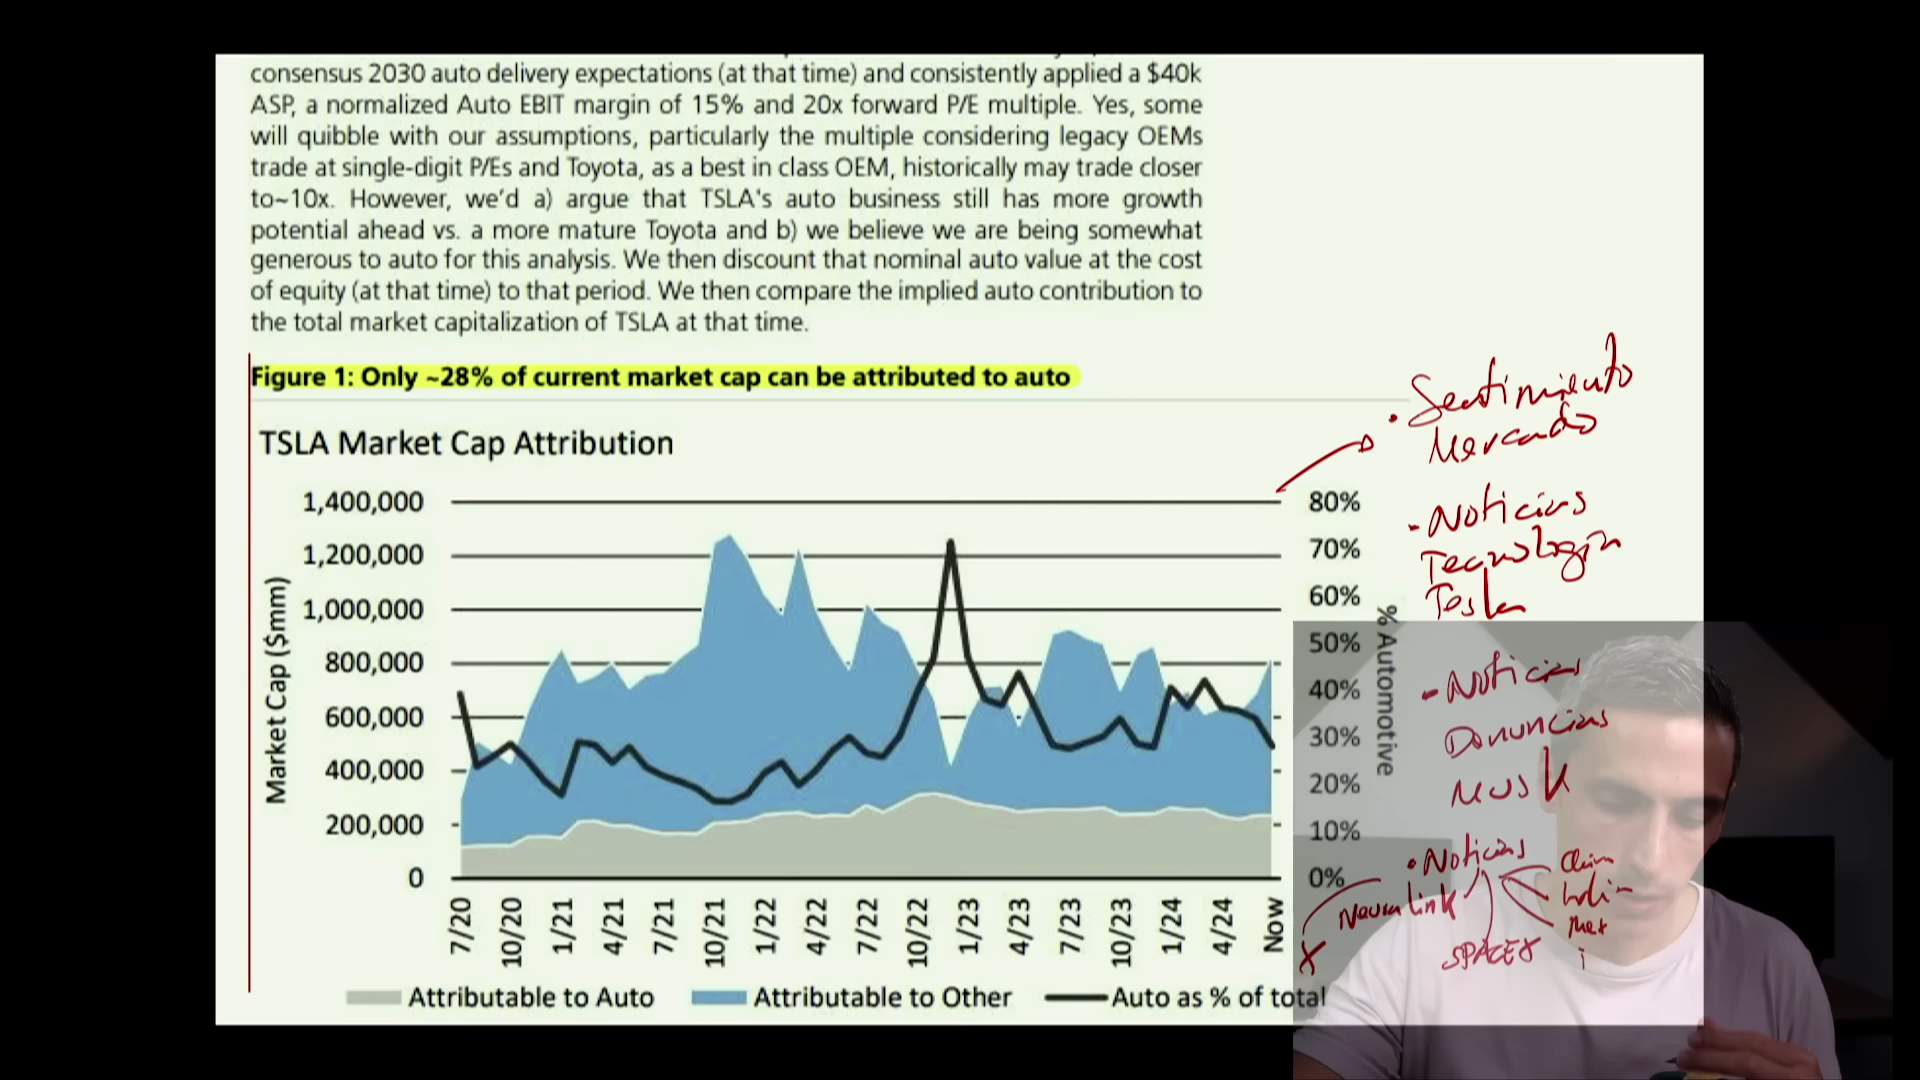 consensus 2030 auto delivery expectations (at that time) and consistently applied a $40k
ASP, a normalized Auto EBIT margin of 15% and 20x forward P/E multiple. Yes, some
will quibble with our assumptions, particularly the multiple considering legacy OEMs
trade at single-digit P/Es and Toyota, as a best in class OEM, historically may trade closer
to~10x. However, we'd a) argue that TSLA's auto business still has more growth
potential ahead vs. a more mature Toyota and b) we believe we are being somewhat
generous to auto for this analysis. We then discount that nominal auto value at the cost
of equity (at that time) to that period. We then compare the implied auto contribution to
the total market capitalization of TSLA at that time.
Figure 1: Only ~28% of current market cap can be attributed to auto
TSLA Market Cap Attribution
Market Cap ($mm)
1,400,000
1,200,000
1,000,000
800,000
600,000
400,000
200,000
0
80%
70%
60%
50%
40%
30%
20%
10%
0%
% Automotive
7/20 10/20 1/21 4/21 7/21 10/21 1/22 4/22 7/22 10/22 1/23 4/23 7/23 10/23 1/24 4/24 Now
Attributable to Auto Attributable to Other Auto as % of total
• Sentimiento
Mercado
- Noticias
Tecnología
Tesla
- Noticias
Denuncias
Musk
• Noticias
Neuralink
X
SPACEX